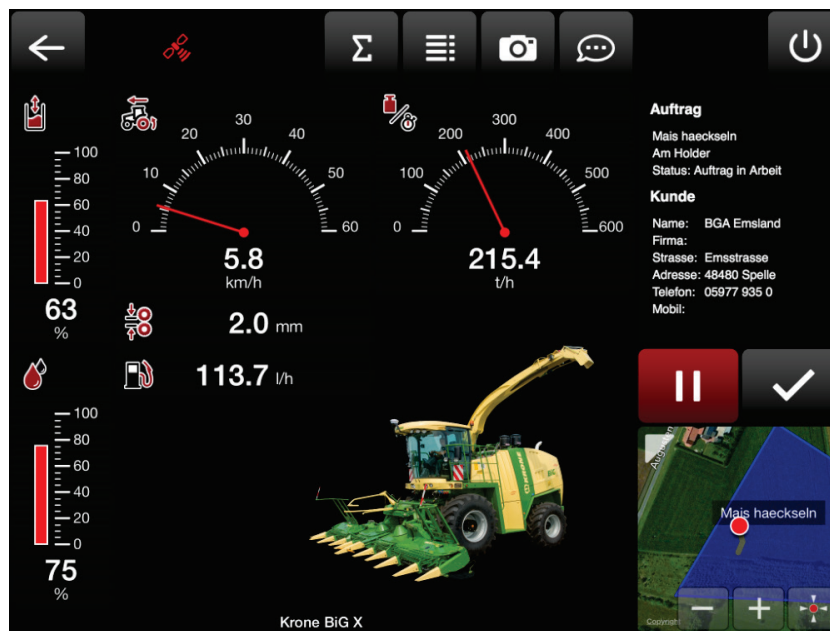 Σ
100
80
60
40
20
0
63
%
0
10
20
30
40
50
60
5.8
km/h
0
100
200
300
400
500
600
215.4
t/h
2.0 mm
113.7 l/h
100
80
60
40
20
0
75
%
KRONE
Krone BiG X
Auftrag
Mais haeckseln
Am Holder
Status: Auftrag in Arbeit
Kunde
Name: BGA Emsland
Firma:
Strasse: Emsstrasse
Adresse: 48480 Spelle
Telefon: 05977 935 0
Mobil:
Mais haeckseln
Copyright